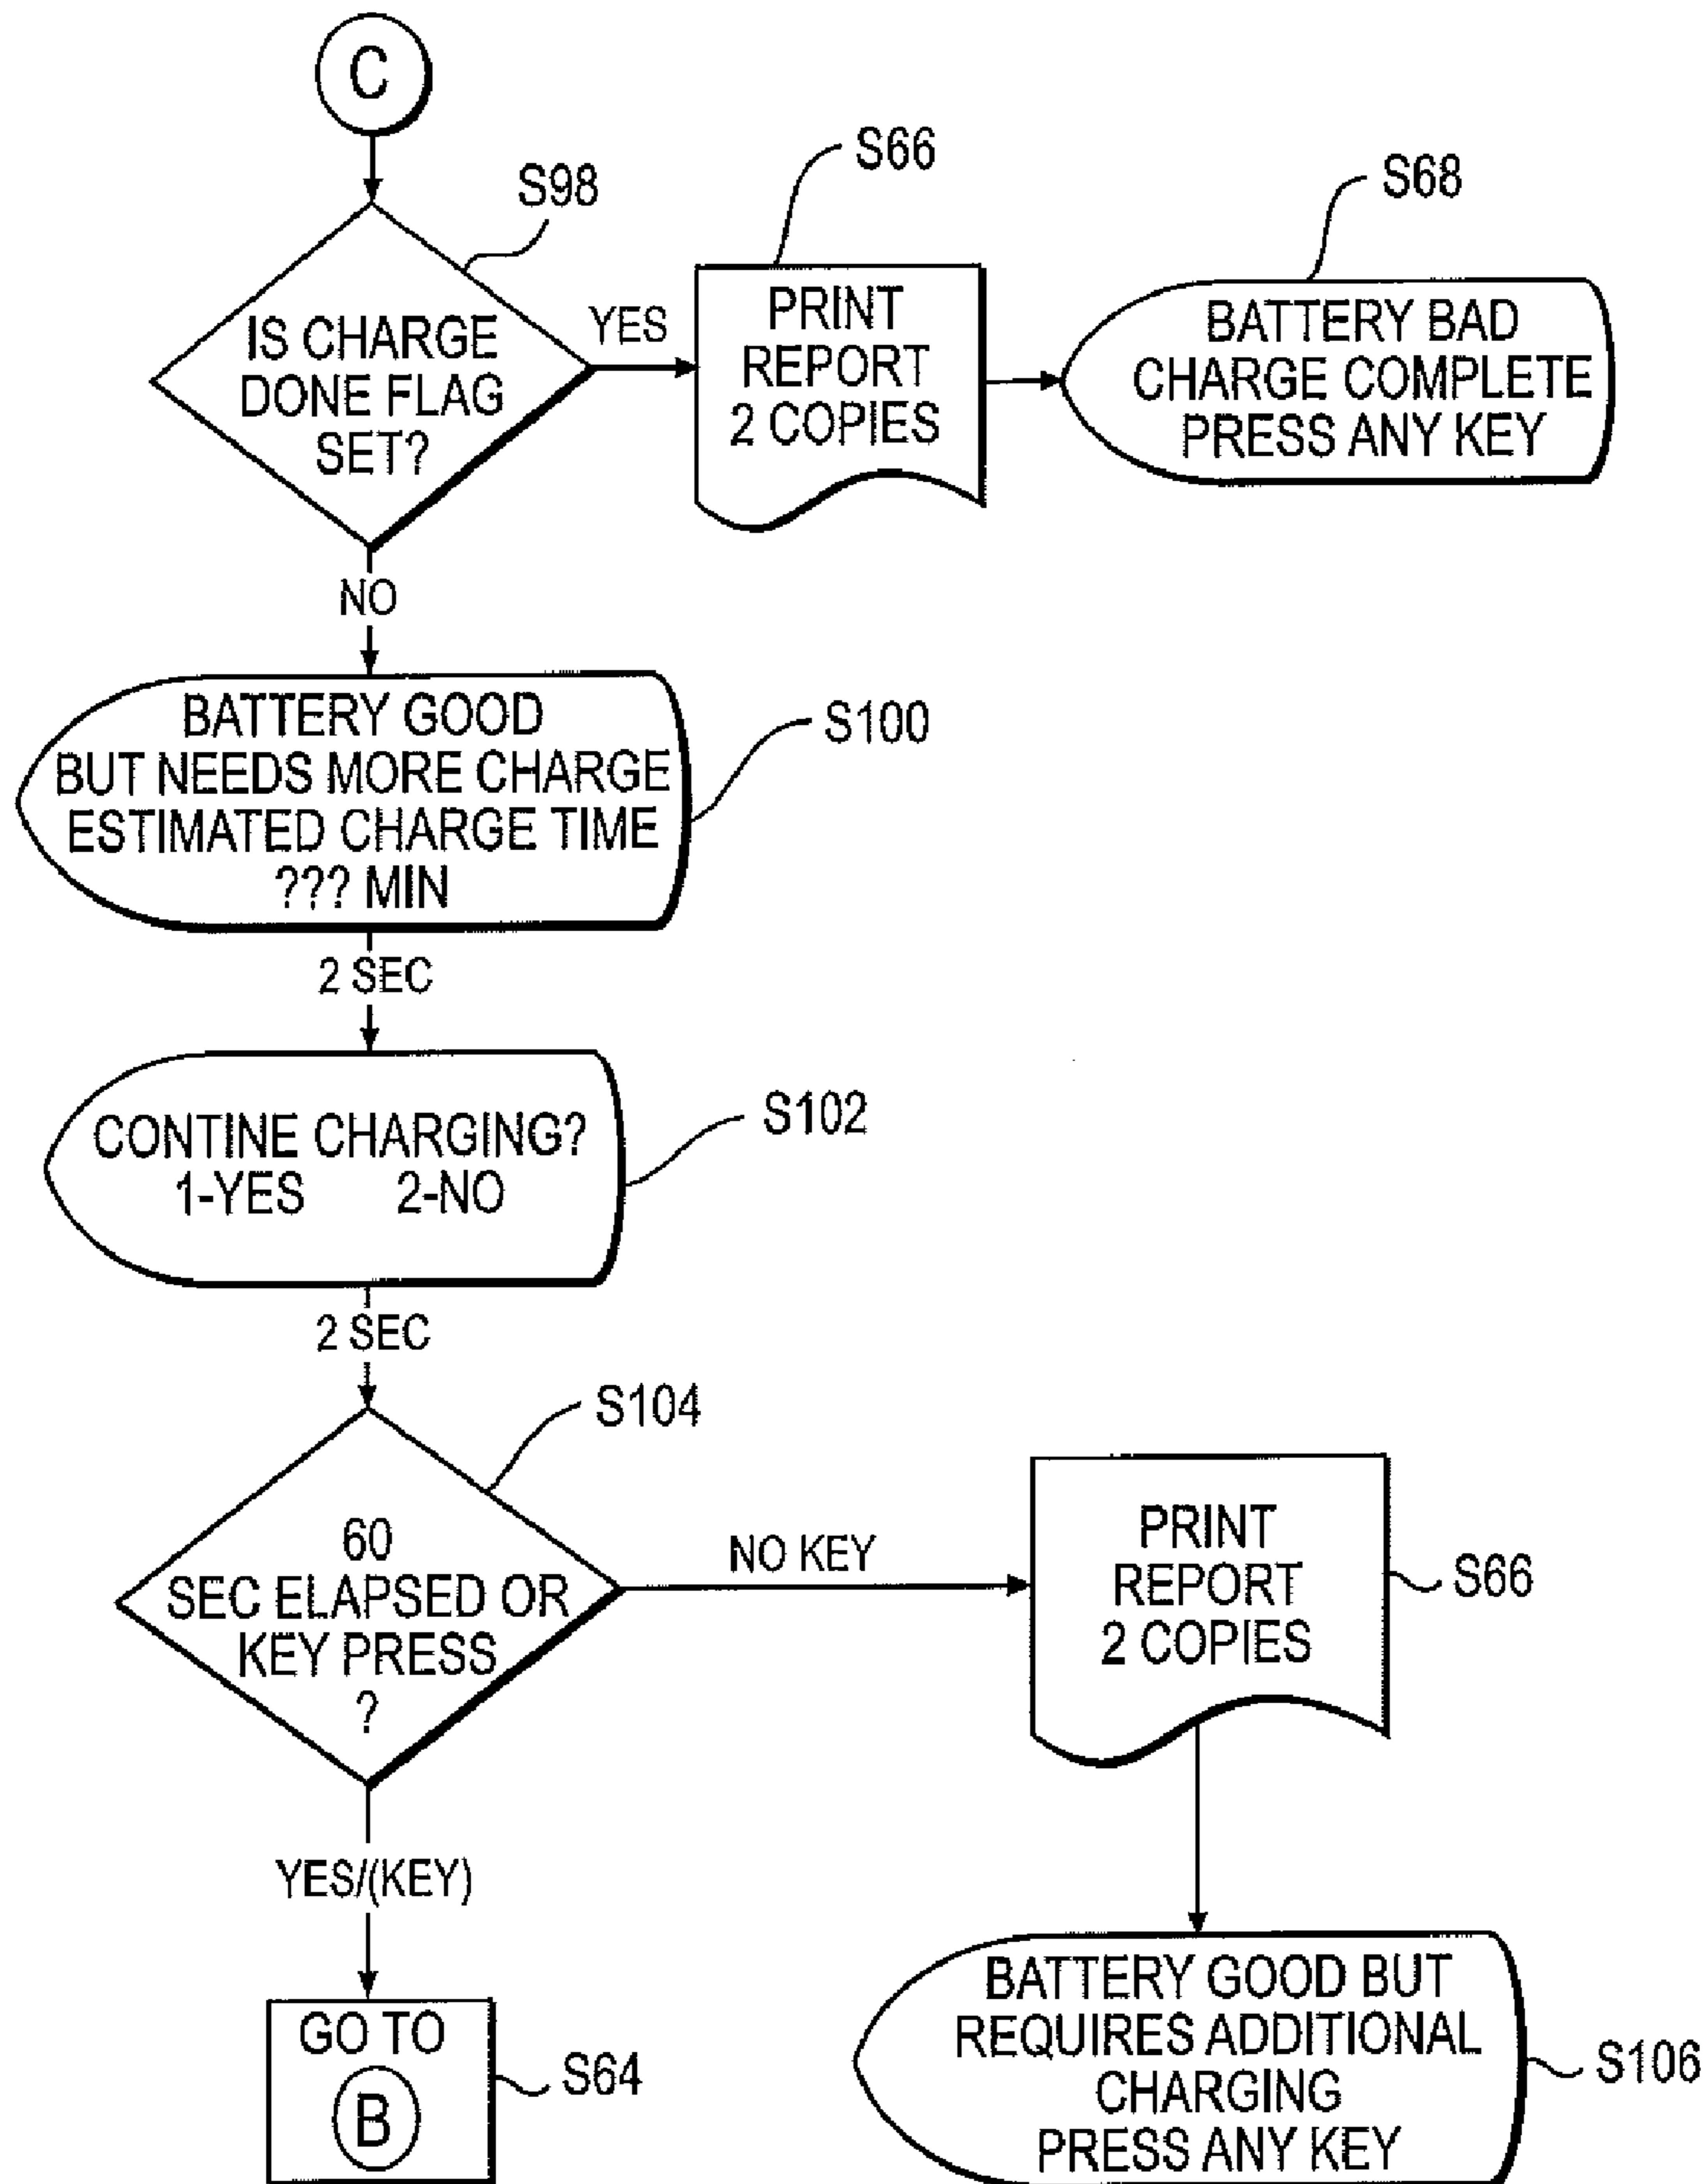 C
S98
IS CHARGE
DONE FLAG
SET?
YES
S66
PRINT
REPORT
2 COPIES
S68
BATTERY BAD
CHARGE COMPLETE
PRESS ANY KEY
NO
BATTERY GOOD
BUT NEEDS MORE CHARGE
ESTIMATED CHARGE TIME
??? MIN
S100
2 SEC
CONTINE CHARGING?
1-YES 2-NO
S102
2 SEC
S104
60
SEC ELAPSED OR
KEY PRESS
?
NO KEY
PRINT
REPORT
2 COPIES
S66
YES/(KEY)
GO TO
B
S64
BATTERY GOOD BUT
REQUIRES ADDITIONAL
CHARGING
PRESS ANY KEY
S106